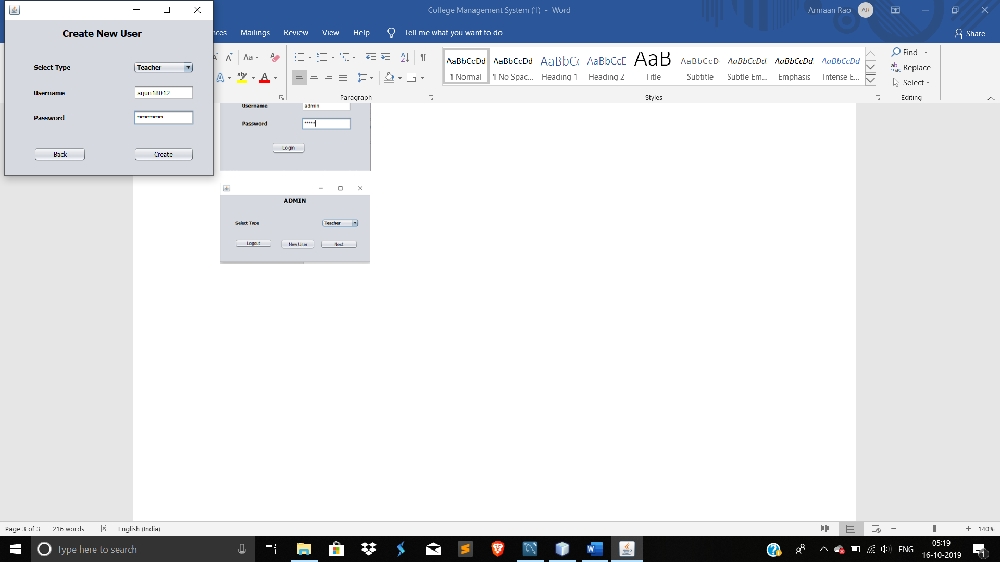 Create New User
Select Type
Teacher
Username
arjun18012
Password
**********
Back
Create
College Management System (1) - Word
Armaan Rao
AR
nces
Mailings
Review
View
Help
Tell me what you want to do
Share
Aa
A
Paragraph
AaBbCcDd
¶ Normal
AaBbCcDd
¶ No Spac...
AaBbCc
Heading 1
AaBbCcD
Heading 2
AaB
Title
AaBbCcD
Subtitle
AaBbCcDd
Subtle Em...
AaBbCcDd
Emphasis
AaBbCcDd
Intense E...
Styles
Find
Replace
Select
Editing
Username
admin
Password
*****
Login
ADMIN
Select Type
Teacher
Logout
New User
Next
Page 3 of 3
216 words
English (India)
140%
Type here to search
ENG
05:19
16-10-2019
1